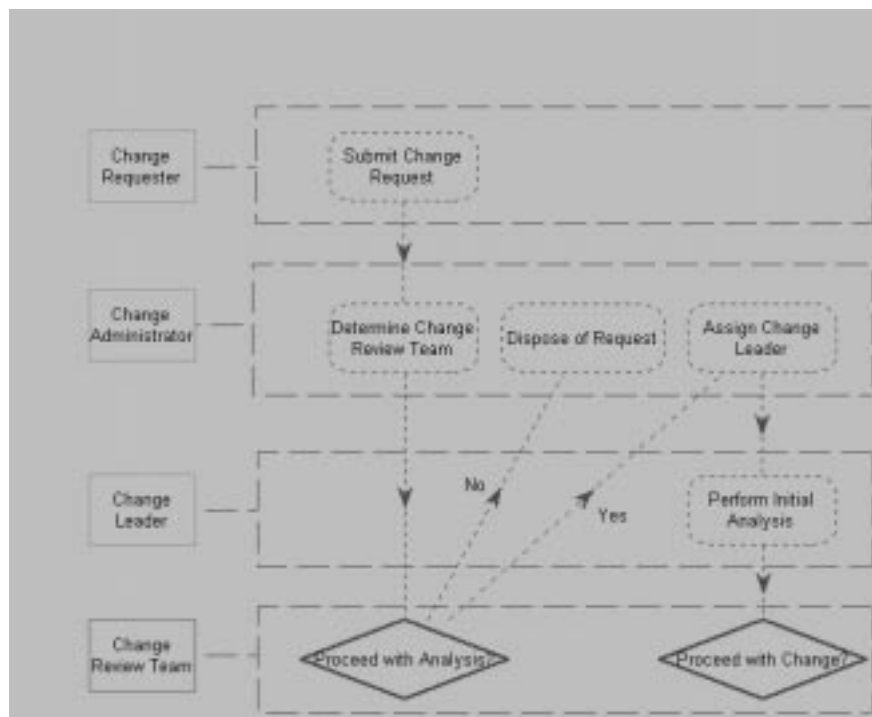 Change
Requester
Submit Change
Request
Change
Administrator
Determine Change
Review Team
Dispose of Request
Assign Change
Leader
Change
Leader
No
Yes
Perform Initial
Analysis
Change
Review Team
Proceed with Analysis?
Proceed with Change?